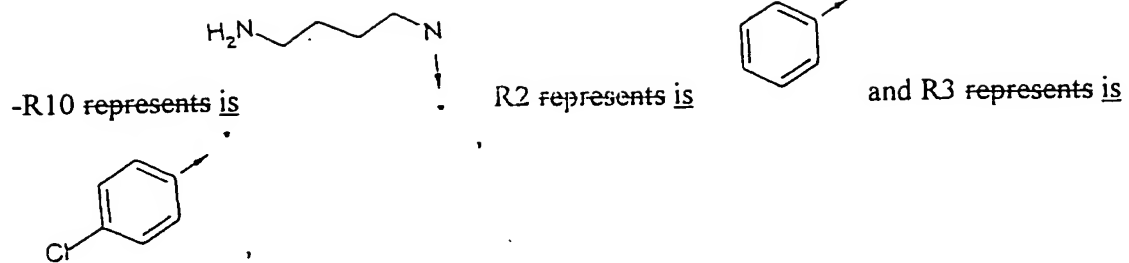 H₂N N
-R10 represents is R2 represents is and R3 represents is
,
Cl ,